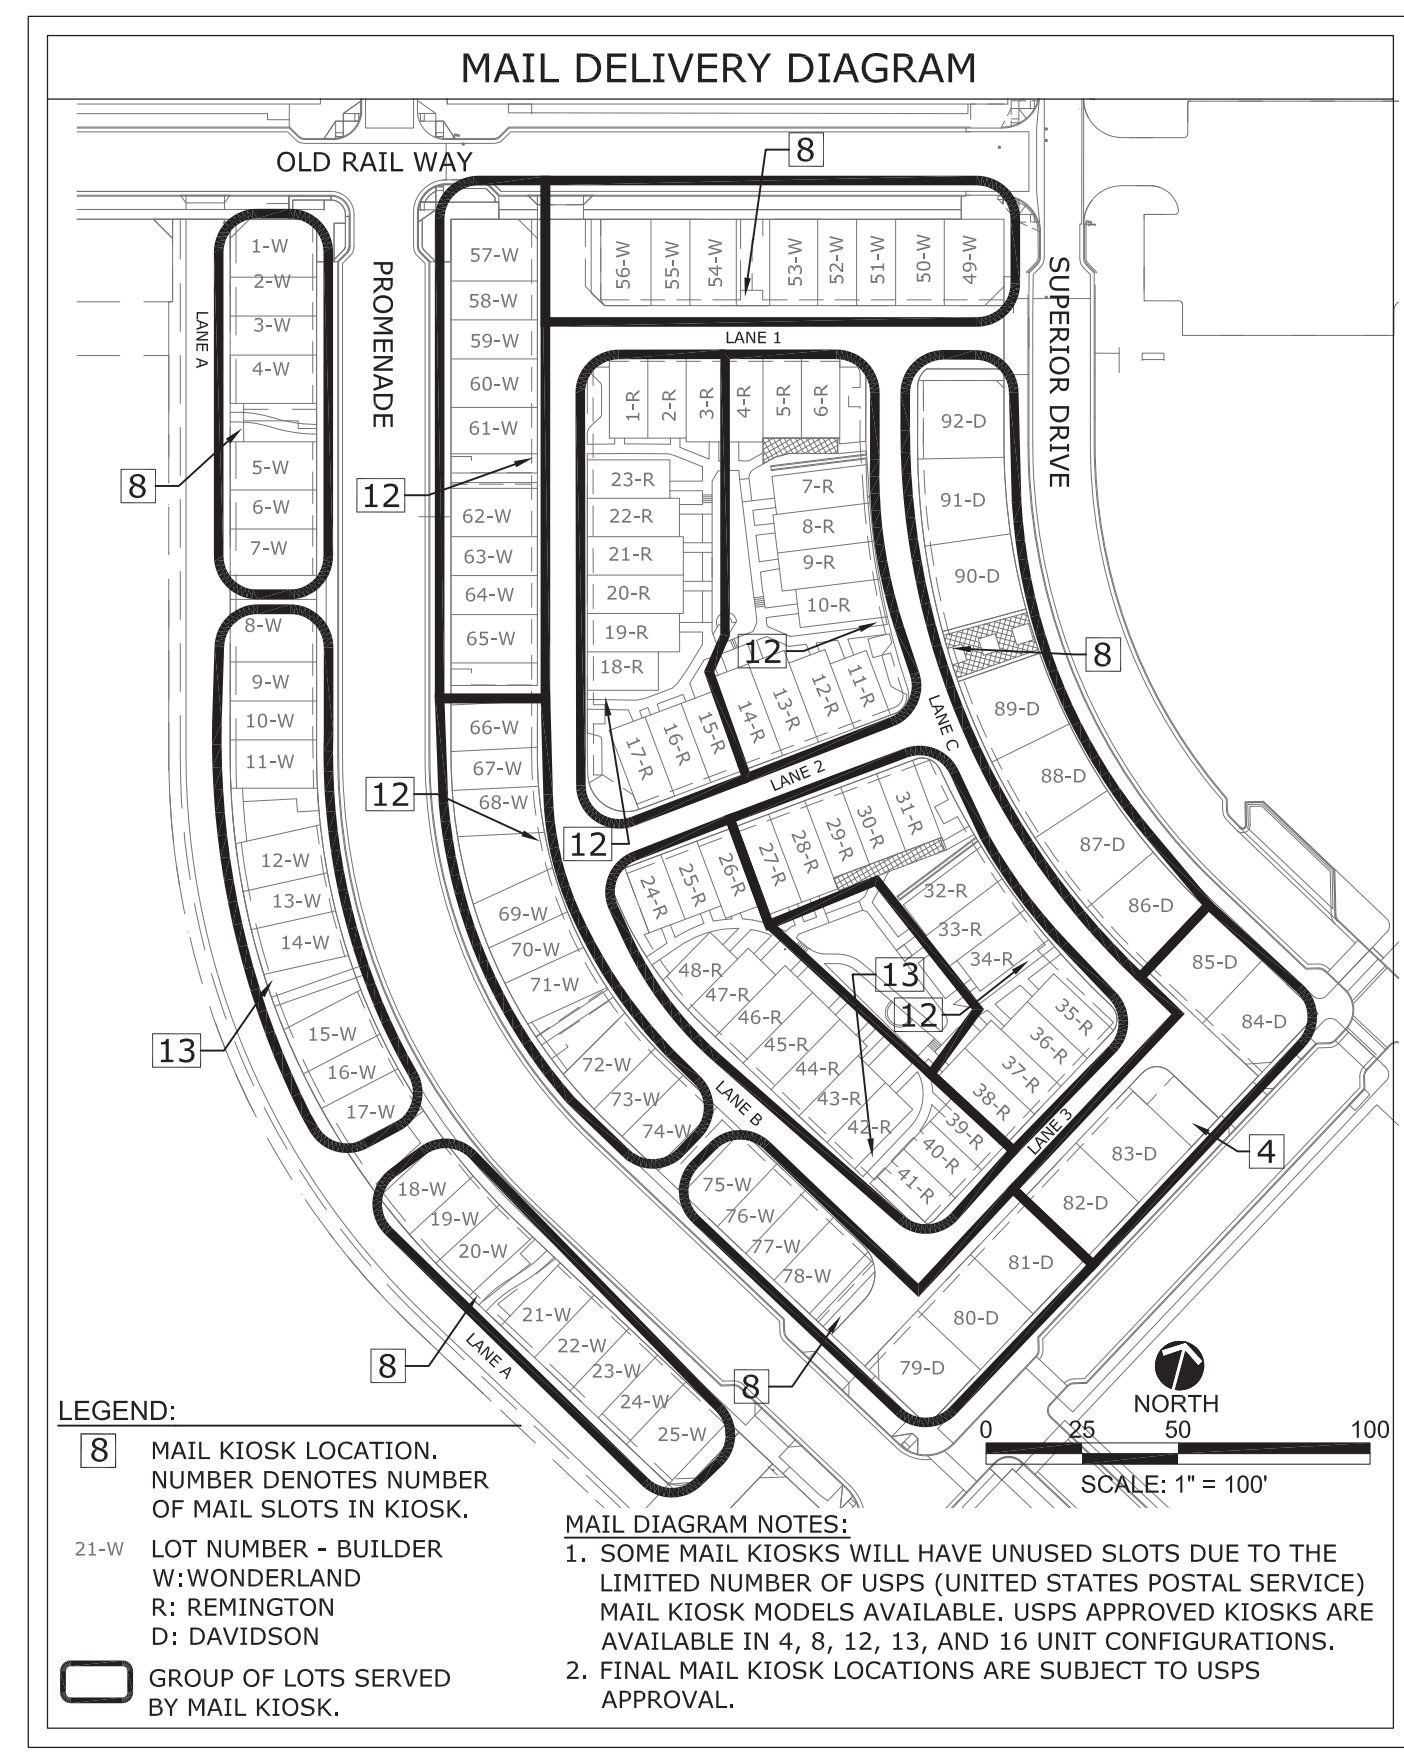 MAIL DELIVERY DIAGRAM
OLD RAIL WAY
8
1-W
2-W
3-W
4-W
5-W
6-W
7-W
LANE A
8
PROMENADE
57-W
58-W
59-W
60-W
61-W
12
62-W
63-W
64-W
65-W
56-W
55-W
54-W
53-W
52-W
51-W
50-W
49-W
SUPERIOR DRIVE
LANE 1
1-R
2-R
3-R
4-R
5-R
6-R
23-R
22-R
21-R
20-R
19-R
18-R
7-R
8-R
9-R
10-R
12
17-R
16-R
15-R
14-R
13-R
12-R
11-R
12
92-D
91-D
90-D
8
89-D
88-D
87-D
86-D
LANE C
LANE 2
8-W
9-W
10-W
11-W
12-W
13-W
14-W
13
15-W
16-W
17-W
66-W
67-W
68-W
12
69-W
70-W
71-W
72-W
73-W
74-W
24-R
25-R
26-R
27-R
28-R
29-R
30-R
31-R
32-R
33-R
34-R
13
12
35-R
36-R
37-R
38-R
39-R
40-R
41-R
48-R
47-R
46-R
45-R
44-R
43-R
42-R
LANE B
LANE 3
85-D
84-D
83-D
82-D
4
81-D
80-D
79-D
75-W
76-W
77-W
78-W
8
18-W
19-W
20-W
21-W
22-W
23-W
24-W
25-W
8
LANE A
NORTH
0 25 50 100
SCALE: 1" = 100'
LEGEND:
8
MAIL KIOSK LOCATION.
NUMBER DENOTES NUMBER
OF MAIL SLOTS IN KIOSK.
21-W LOT NUMBER - BUILDER
W:WONDERLAND
R: REMINGTON
D: DAVIDSON
GROUP OF LOTS SERVED
BY MAIL KIOSK.
MAIL DIAGRAM NOTES:
1. SOME MAIL KIOSKS WILL HAVE UNUSED SLOTS DUE TO THE
LIMITED NUMBER OF USPS (UNITED STATES POSTAL SERVICE)
MAIL KIOSK MODELS AVAILABLE. USPS APPROVED KIOSKS ARE
AVAILABLE IN 4, 8, 12, 13, AND 16 UNIT CONFIGURATIONS.
2. FINAL MAIL KIOSK LOCATIONS ARE SUBJECT TO USPS
APPROVAL.